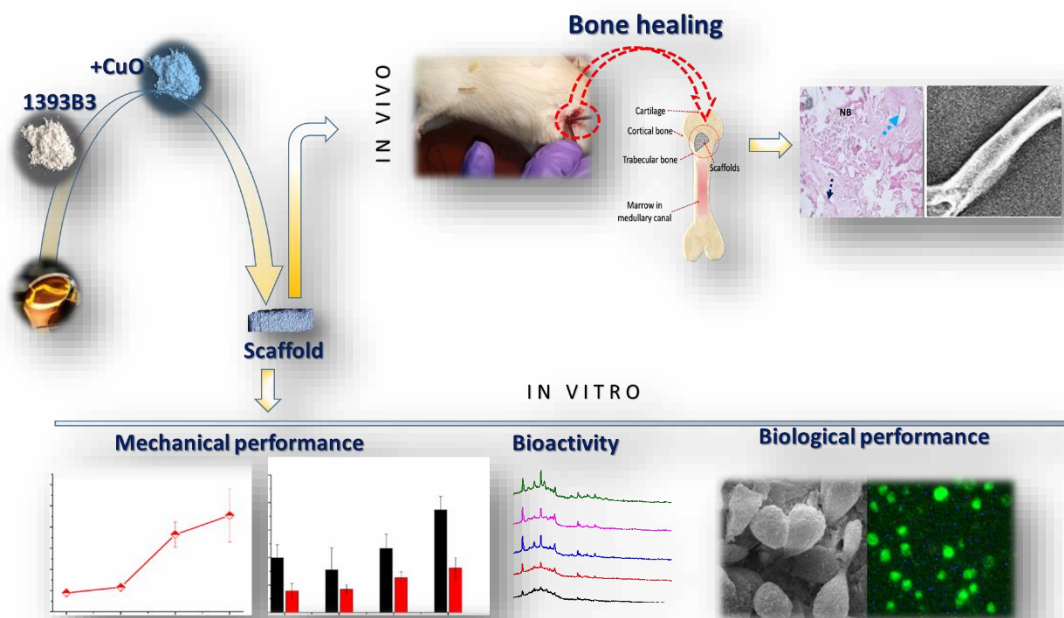 Bone healing
+CuO
1393B3
IN VIVO
Cartilage
Cortical bone
Trabecular bone
Scaffolds
Marrow in
medullary canal
NB
Scaffold
IN VITRO
Mechanical performance
Bioactivity
Biological performance